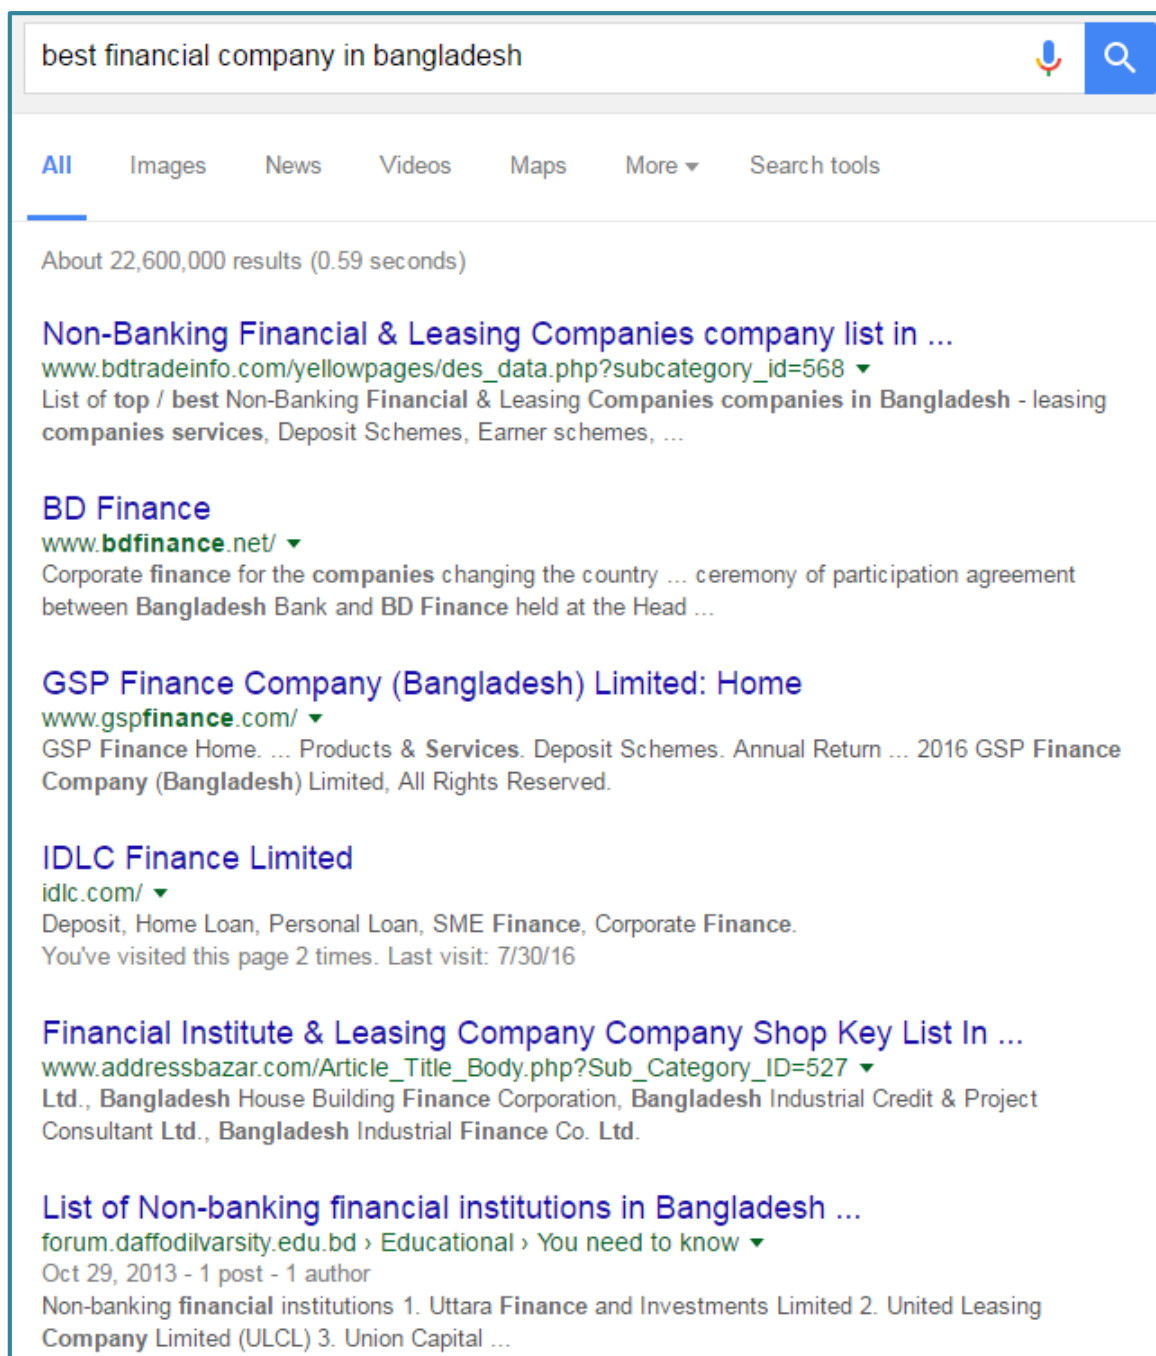 best financial company in bangladesh
All Images News Videos Maps More Search tools
About 22,600,000 results (0.59 seconds)
Non-Banking Financial & Leasing Companies company list in ...
www.bdtradeinfo.com/yellowpages/des_data.php?subcategory_id=568
List of top / best Non-Banking Financial & Leasing Companies companies in Bangladesh - leasing
companies services, Deposit Schemes, Earner schemes, ...
BD Finance
www.bdfinance.net/
Corporate finance for the companies changing the country ... ceremony of participation agreement
between Bangladesh Bank and BD Finance held at the Head ...
GSP Finance Company (Bangladesh) Limited: Home
www.gspfinance.com/
GSP Finance Home. ... Products & Services. Deposit Schemes. Annual Return ... 2016 GSP Finance
Company (Bangladesh) Limited, All Rights Reserved.
IDLC Finance Limited
idlc.com/
Deposit, Home Loan, Personal Loan, SME Finance, Corporate Finance.
You've visited this page 2 times. Last visit: 7/30/16
Financial Institute & Leasing Company Company Shop Key List In ...
www.addressbazar.com/Article_Title_Body.php?Sub_Category_ID=527
Ltd., Bangladesh House Building Finance Corporation, Bangladesh Industrial Credit & Project
Consultant Ltd., Bangladesh Industrial Finance Co. Ltd.
List of Non-banking financial institutions in Bangladesh ...
forum.daffodilvarsity.edu.bd › Educational › You need to know
Oct 29, 2013 - 1 post - 1 author
Non-banking financial institutions 1. Uttara Finance and Investments Limited 2. United Leasing
Company Limited (ULCL) 3. Union Capital ...